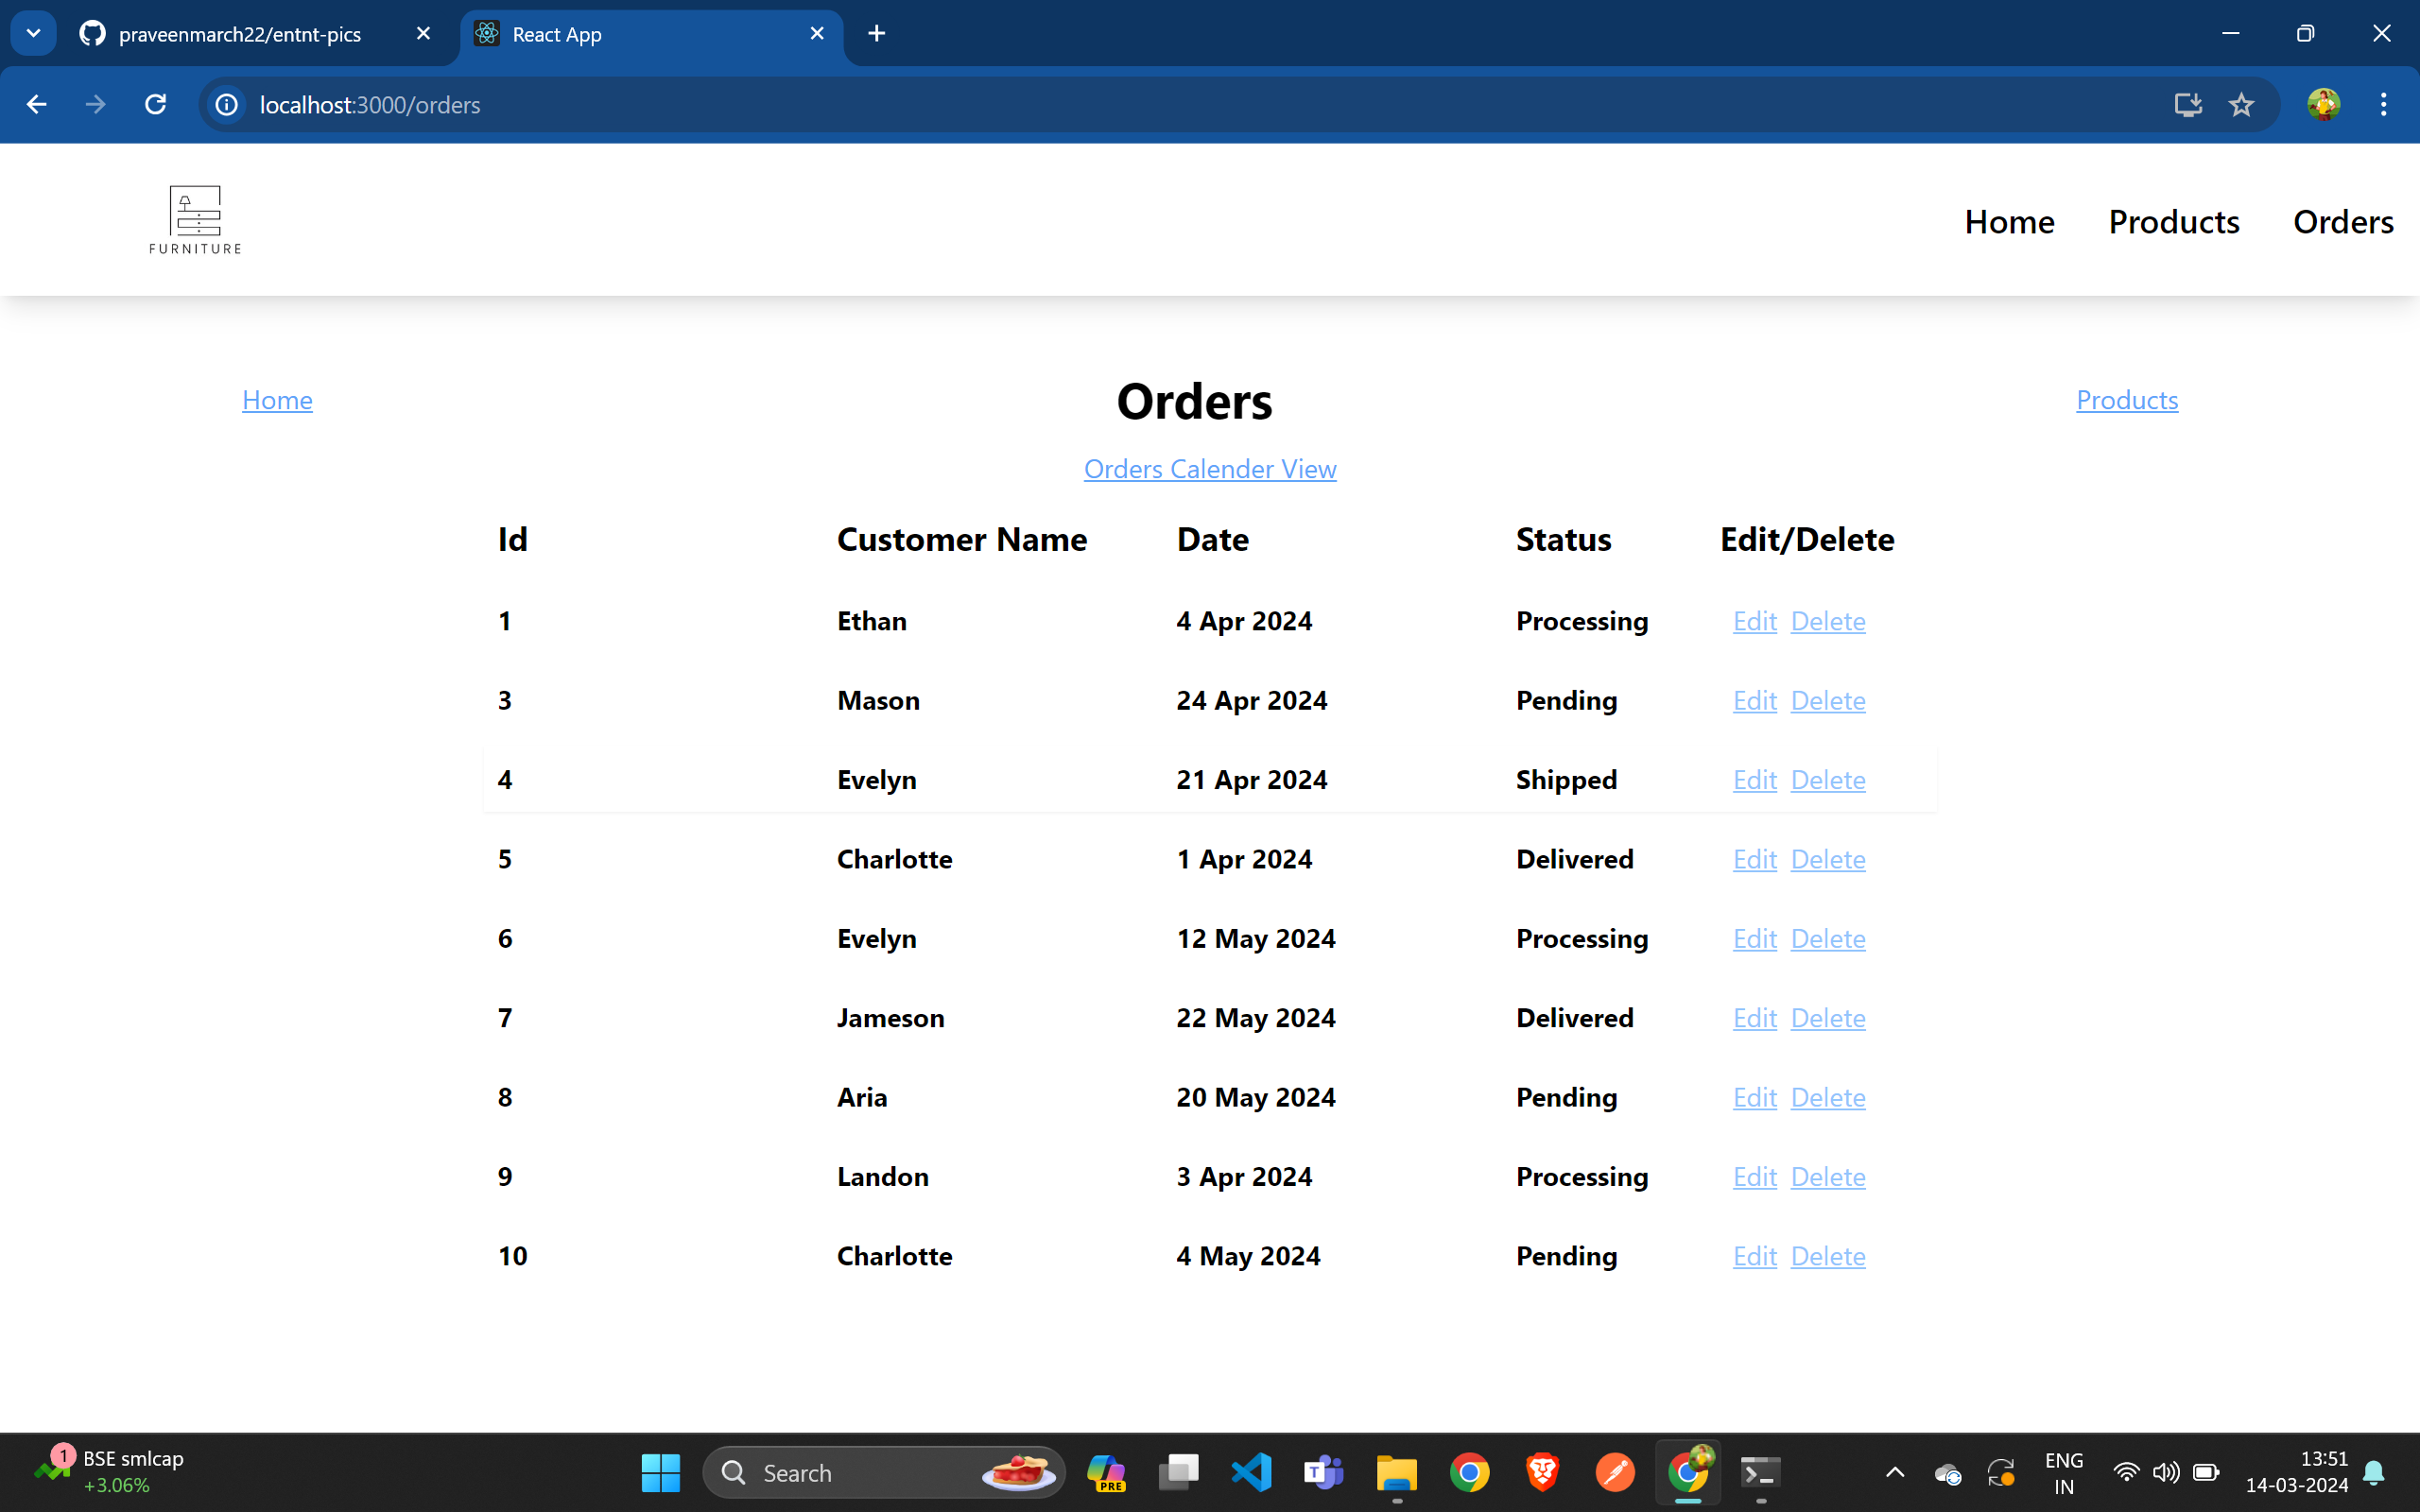 praveenmarch22/entnt-pics
React App
localhost:3000/orders
FURNITURE
Home Products Orders
Home Orders Products
Orders Calender View
Id Customer Name Date Status Edit/Delete
1 Ethan 4 Apr 2024 Processing Edit Delete
3 Mason 24 Apr 2024 Pending Edit Delete
4 Evelyn 21 Apr 2024 Shipped Edit Delete
5 Charlotte 1 Apr 2024 Delivered Edit Delete
6 Evelyn 12 May 2024 Processing Edit Delete
7 Jameson 22 May 2024 Delivered Edit Delete
8 Aria 20 May 2024 Pending Edit Delete
9 Landon 3 Apr 2024 Processing Edit Delete
10 Charlotte 4 May 2024 Pending Edit Delete
1 BSE smlcap
+3.06%
Search
PRE
T
ENG
IN
13:51
14-03-2024